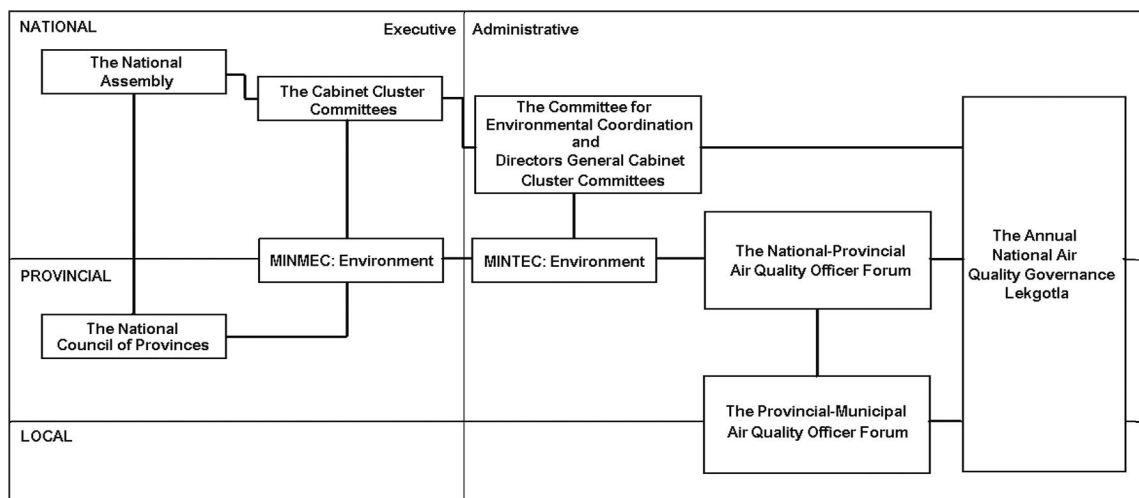 NATIONAL
Executive
Administrative
The National
Assembly
The Cabinet Cluster
Committees
The Committee for
Environmental Coordination
and
Directors General Cabinet
Cluster Committees
MINMEC: Environment
MINTEC: Environment
The National-Provincial
Air Quality Officer Forum
The Annual
National Air
Quality Governance
Lekgotla
PROVINCIAL
The National
Council of Provinces
The Provincial-Municipal
Air Quality Officer Forum
LOCAL